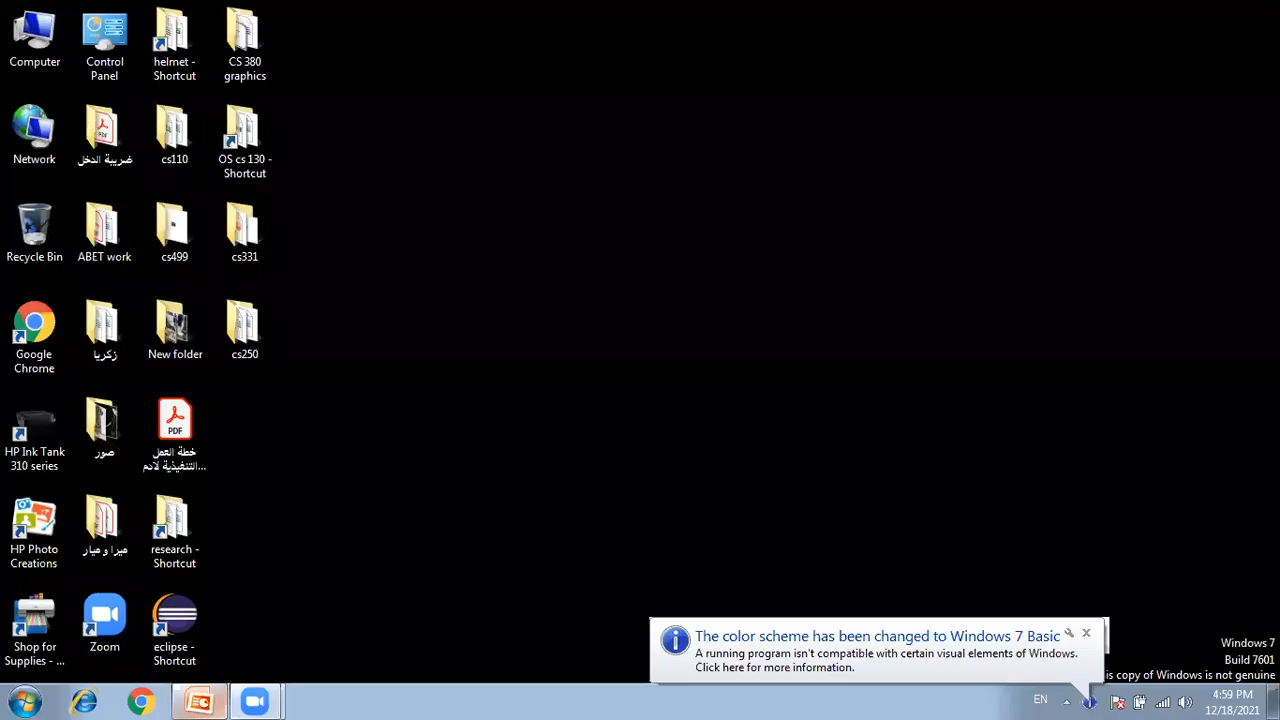 Computer
Control
Panel
helmet -
Shortcut
CS 380
graphics
Network
PDF
ضريبة الدخل
cs110
OS cs 130 -
Shortcut
Recycle Bin
ABET work
cs499
cs331
Google
Chrome
زكريا
New folder
cs250
HP Ink Tank
310 series
صور
PDF
خطة العمل
التنفيذية لادم...
HP Photo
Creations
ميرا و ميار
research -
Shortcut
Shop for
Supplies - ...
Zoom
eclipse -
Shortcut
The color scheme has been changed to Windows 7 Basic
A running program isn't compatible with certain visual elements of Windows.
Click here for more information.
Windows 7
Build 7601
is copy of Windows is not genuine
EN
4:59 PM
12/18/2021